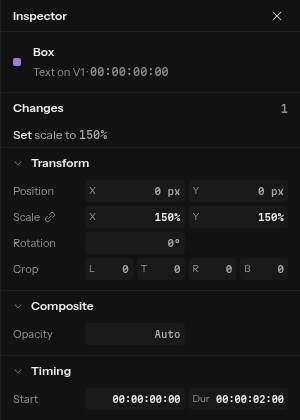 Inspector
Box
Text on V1·00:00:00:00
Changes 1
Set scale to 150%
Transform
Position X 0 px Y 0 px
Scale X 150% Y 150%
Rotation 0°
Crop L 0 T 0 R 0 B 0
Composite
Opacity Auto
Timing
Start 00:00:00:00 Dur 00:00:02:00